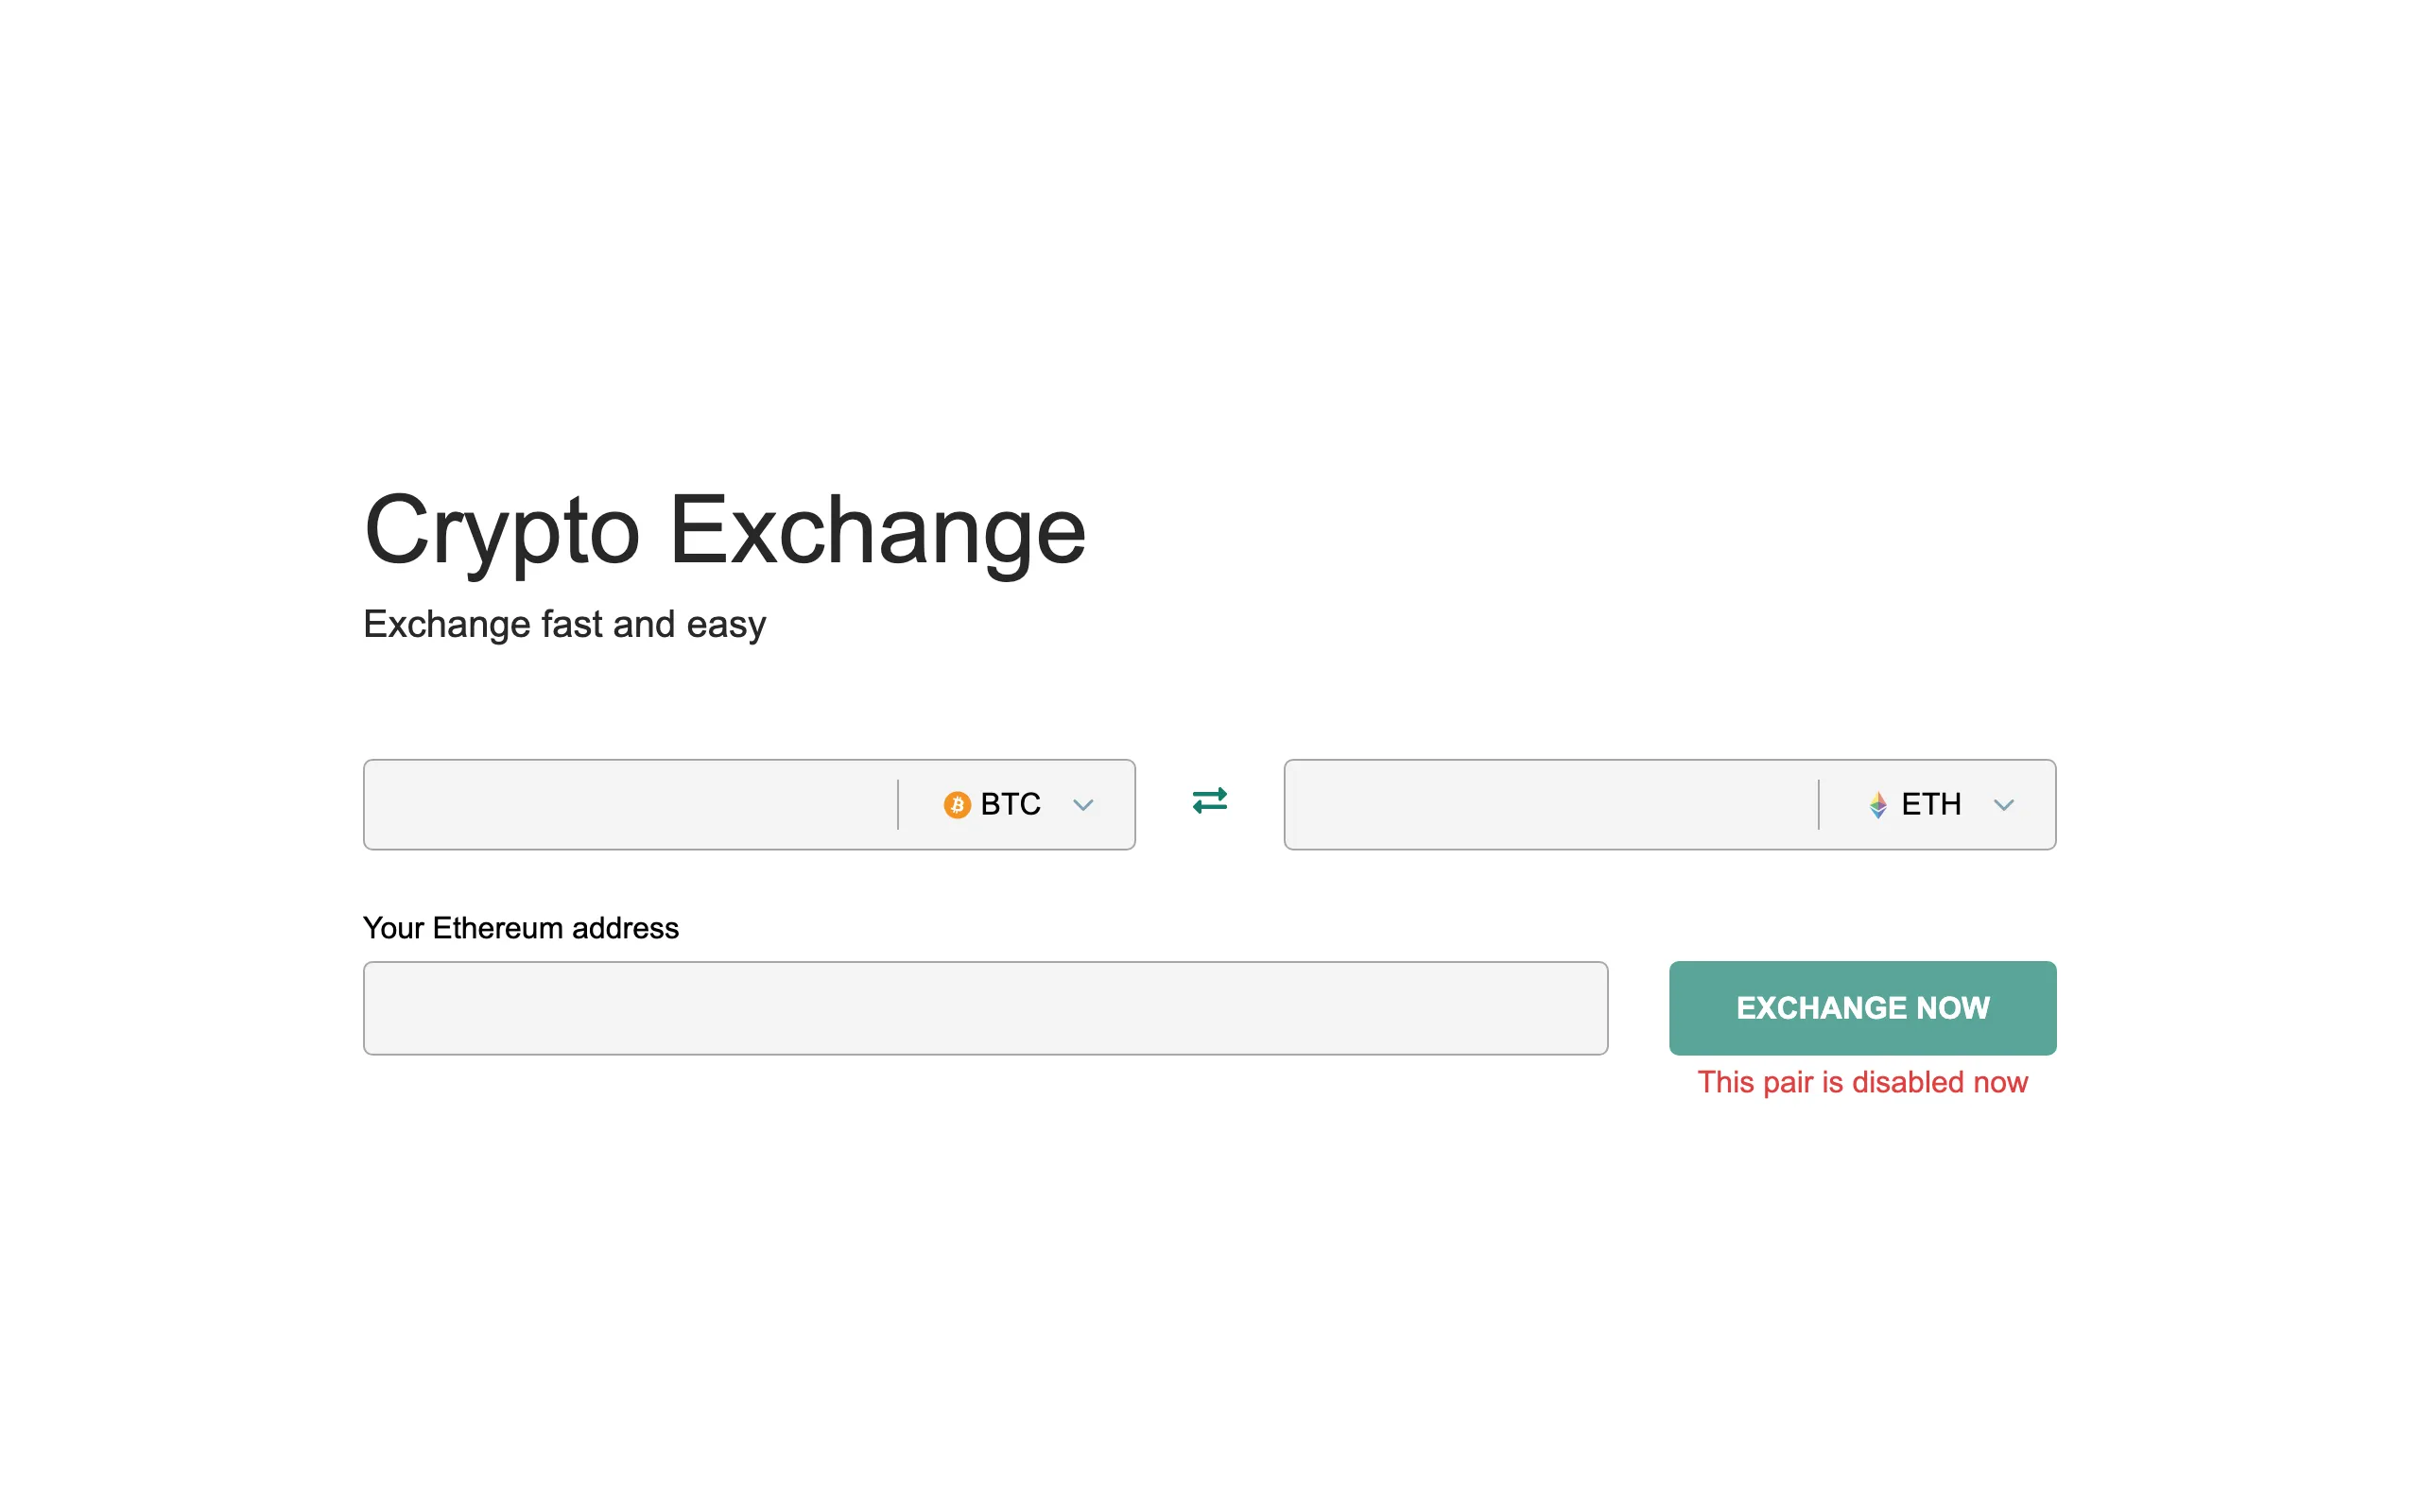 Crypto Exchange
Exchange fast and easy
BTC
ETH
Your Ethereum address
EXCHANGE NOW
This pair is disabled now